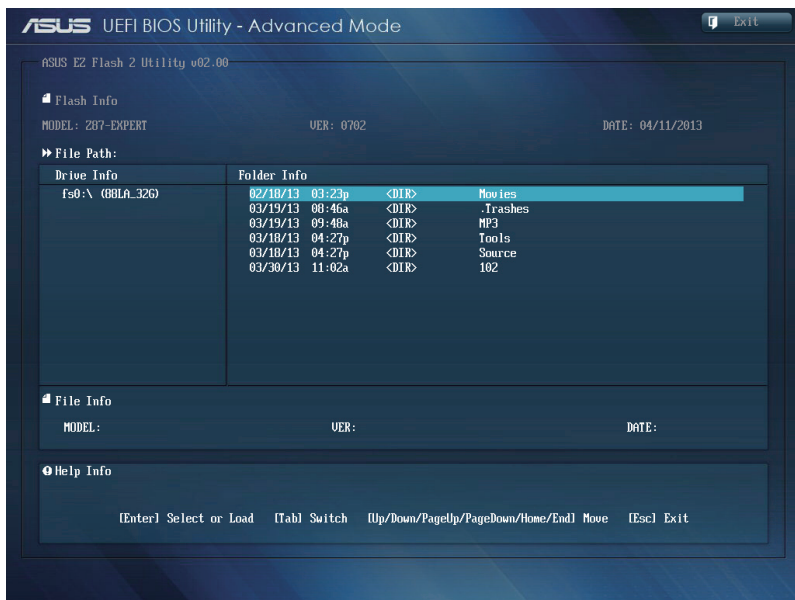 ASUS UEFI BIOS Utility - Advanced Mode
Exit
ASUS EZ Flash 2 Utility v02.00
Flash Info
MODEL: Z87-EXPERT VER: 0702 DATE: 04/11/2013
File Path:
Drive Info Folder Info
fs0:\ (88LA_32G) 02/18/13 03:23p <DIR> Movies
03/19/13 08:46a <DIR> .Trashes
03/19/13 09:48a <DIR> MP3
03/18/13 04:27p <DIR> Tools
03/18/13 04:27p <DIR> Source
03/30/13 11:02a <DIR> 102
File Info
MODEL: VER: DATE:
Help Info
[Enter] Select or Load [Tab] Switch [Up/Down/PageUp/PageDown/Home/End] Move [Esc] Exit